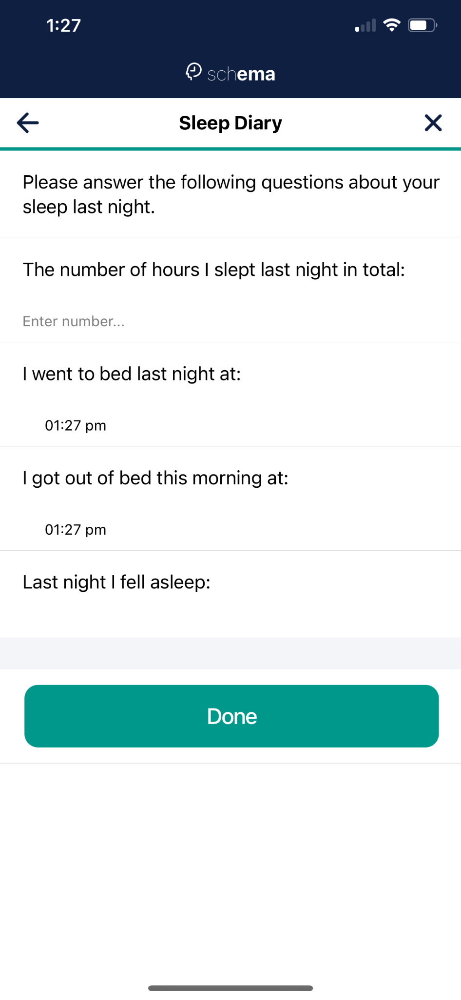 1:27
schema
Sleep Diary
Please answer the following questions about your
sleep last night.
The number of hours I slept last night in total:
Enter number...
I went to bed last night at:
01:27 pm
I got out of bed this morning at:
01:27 pm
Last night I fell asleep:
Done